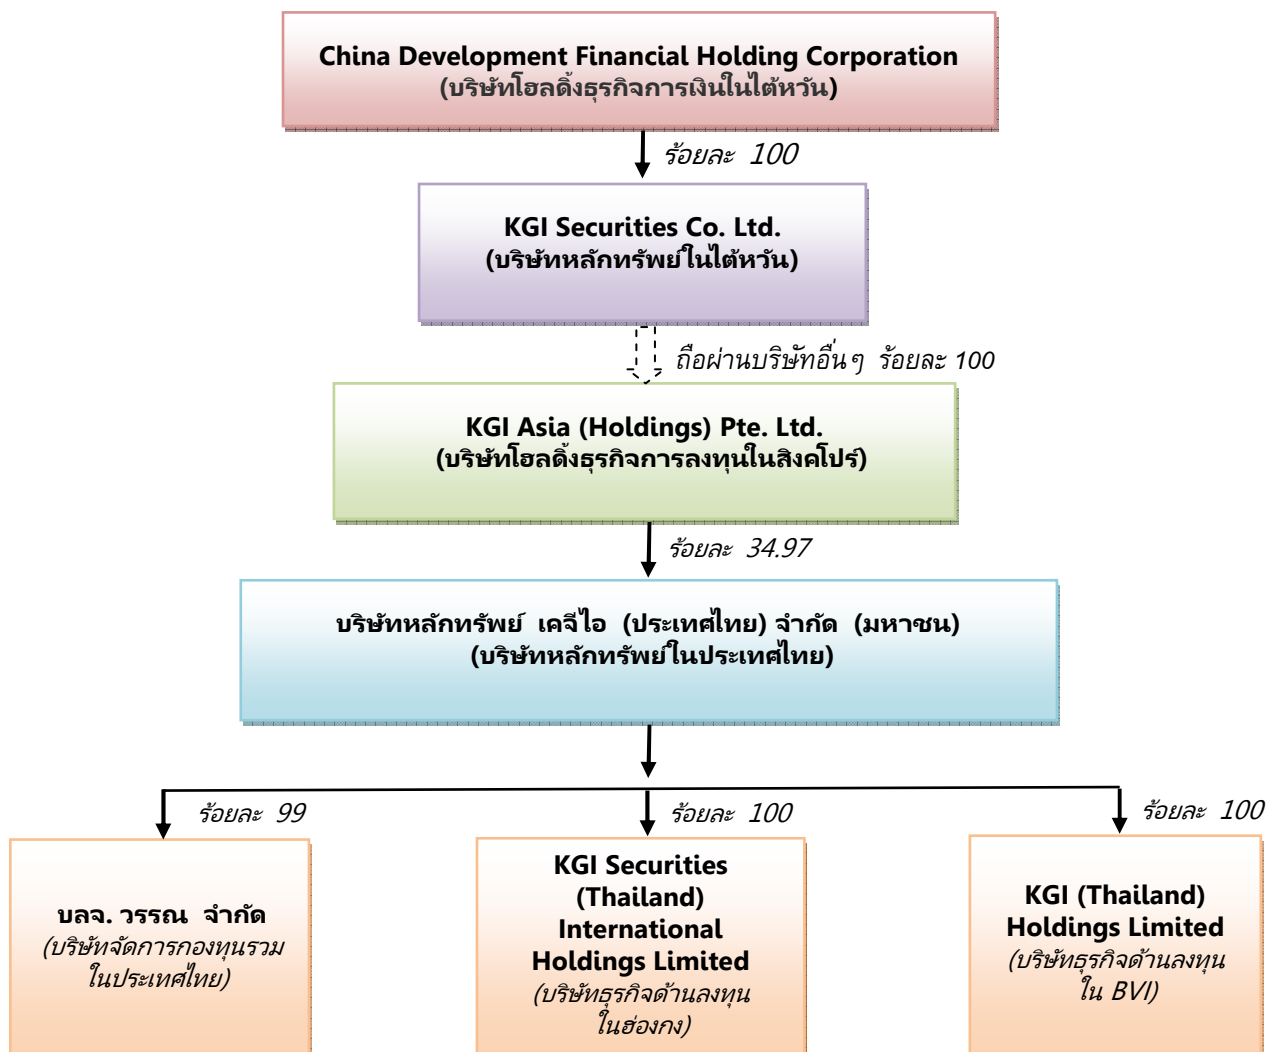 China Development Financial Holding Corporation
(บริษัทโฮลดิ้งธุรกิจการเงินในไต้หวัน)
ร้อยละ 100
KGI Securities Co. Ltd.
(บริษัทหลักทรัพย์ในไต้หวัน)
ถือผ่านบริษัทอื่นๆ ร้อยละ 100
KGI Asia (Holdings) Pte. Ltd.
(บริษัทโฮลดิ้งธุรกิจการลงทุนในสิงคโปร์)
ร้อยละ 34.97
บริษัทหลักทรัพย์ เคจีไอ (ประเทศไทย) จำกัด (มหาชน)
(บริษัทหลักทรัพย์ในประเทศไทย)
ร้อยละ 99
บลจ. วรรณ จำกัด
(บริษัทจัดการกองทุนรวม
ในประเทศไทย)
ร้อยละ 100
KGI Securities
(Thailand)
International
Holdings Limited
(บริษัทธุรกิจด้านลงทุน
ในฮ่องกง)
ร้อยละ 100
KGI (Thailand)
Holdings Limited
(บริษัทธุรกิจด้านลงทุน
ใน BVI)